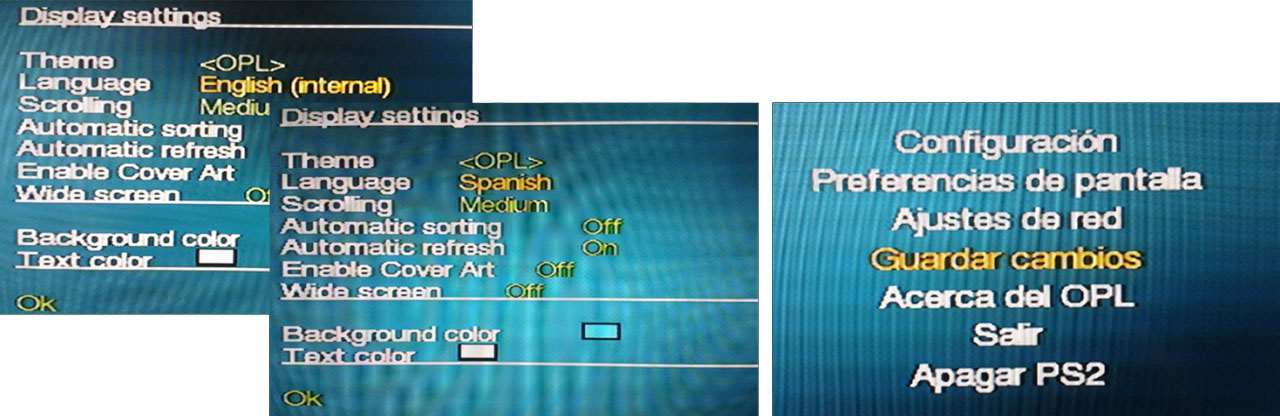 Display settings
Theme <OPL>
Language English (internal)
Scrolling Mediu
Automatic sorting
Automatic refresh
Enable Cover Art
Wide screen
Background color
Text color
Ok
Display settings
Theme <OPL>
Language Spanish
Scrolling Medium
Automatic sorting Off
Automatic refresh On
Enable Cover Art Off
Wide screen Off
Background color
Text color
Ok
Configuración
Preferencias de pantalla
Ajustes de red
Guardar cambios
Acerca del OPL
Salir
Apagar PS2